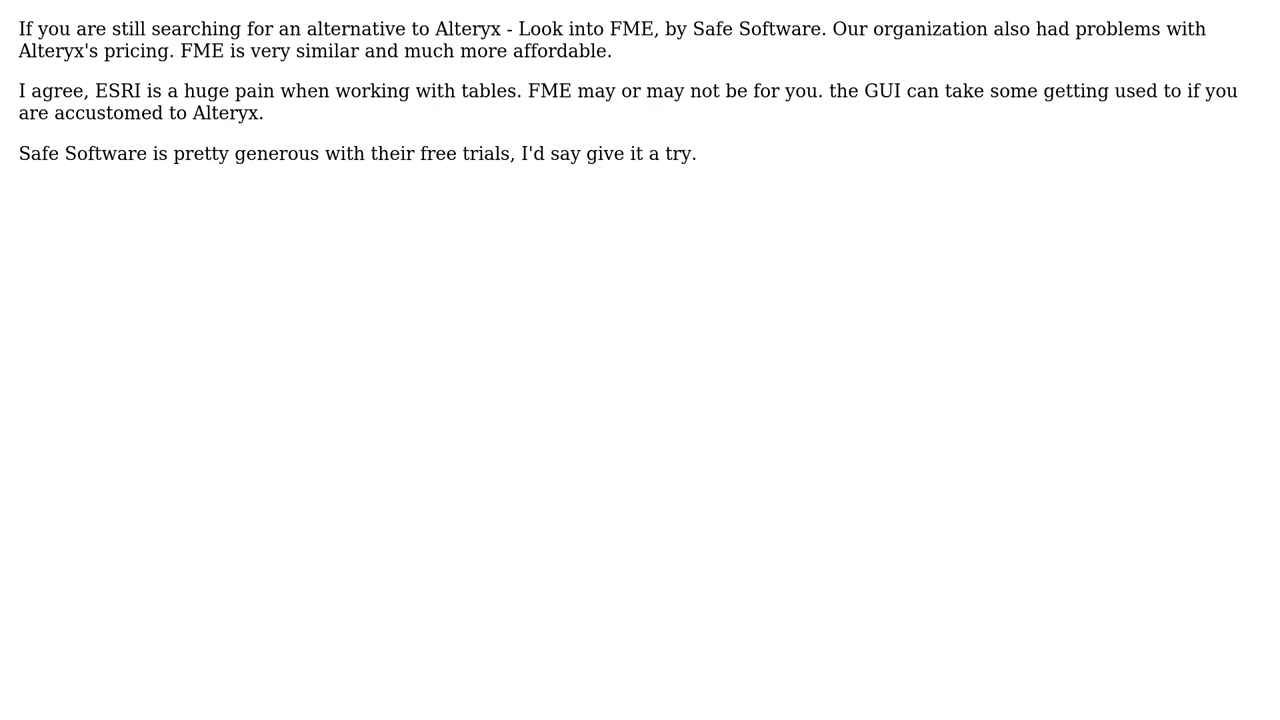 If you are still searching for an alternative to Alteryx - Look into FME, by Safe Software. Our organization also had problems with
Alteryx's pricing. FME is very similar and much more affordable.
I agree, ESRI is a huge pain when working with tables. FME may or may not be for you. the GUI can take some getting used to if you
are accustomed to Alteryx.
Safe Software is pretty generous with their free trials, I'd say give it a try.